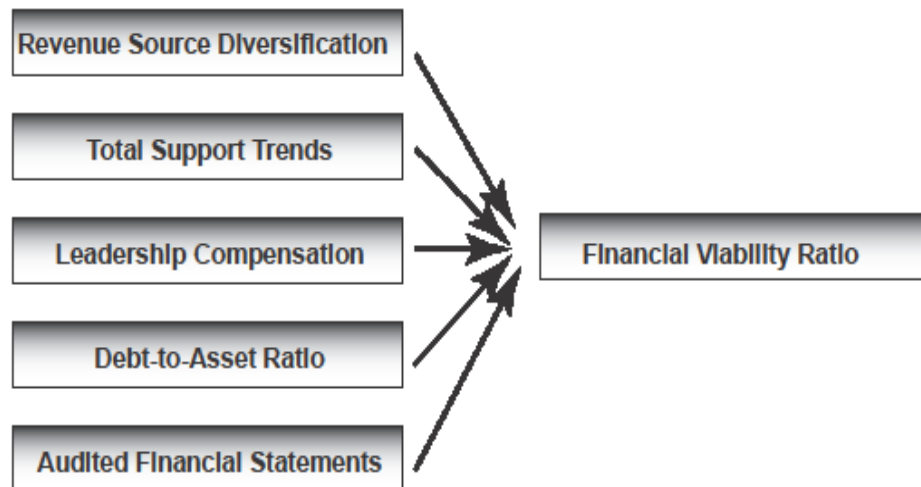 Revenue Source Diversification
Total Support Trends
Leadership Compensation
Financial Viability Ratio
Debt-to-Asset Ratio
Audited Financial Statements